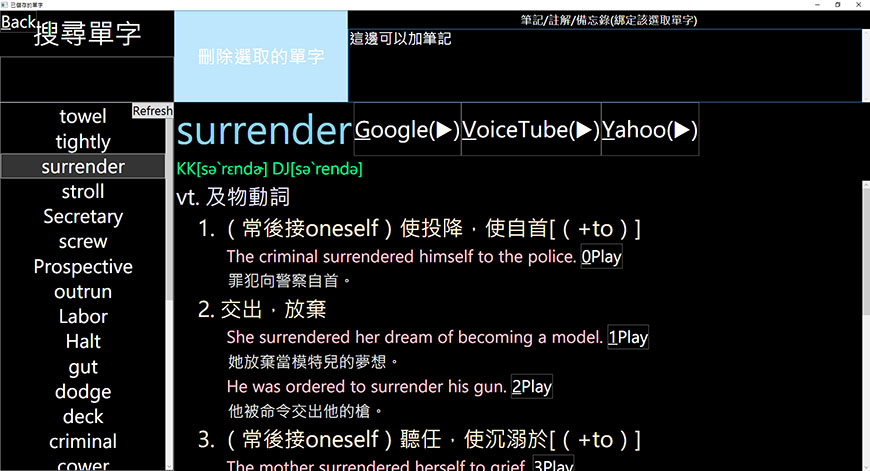 已儲存的單字
Back
搜尋單字
刪除選取的單字
筆記/註解/備忘錄(綁定該選取單字)
這邊可以加筆記
Refresh
towel
tightly
surrender
stroll
Secretary
screw
Prospective
outrun
Labor
Halt
gut
dodge
deck
criminal
cower
surrender Google(▶) VoiceTube(▶) Yahoo(▶)
KK[sə`rɛndɚ] DJ[sə`rendə]
vt. 及物動詞
1. (常後接oneself) 使投降,使自首[(+to)]
The criminal surrendered himself to the police. 0Play
罪犯向警察自首。
2. 交出,放棄
She surrendered her dream of becoming a model. 1Play
她放棄當模特兒的夢想。
He was ordered to surrender his gun. 2Play
他被命令交出他的槍。
3. (常後接oneself) 聽任,使沉溺於[(+to)]
The mother surrendered herself to grief. 3Play